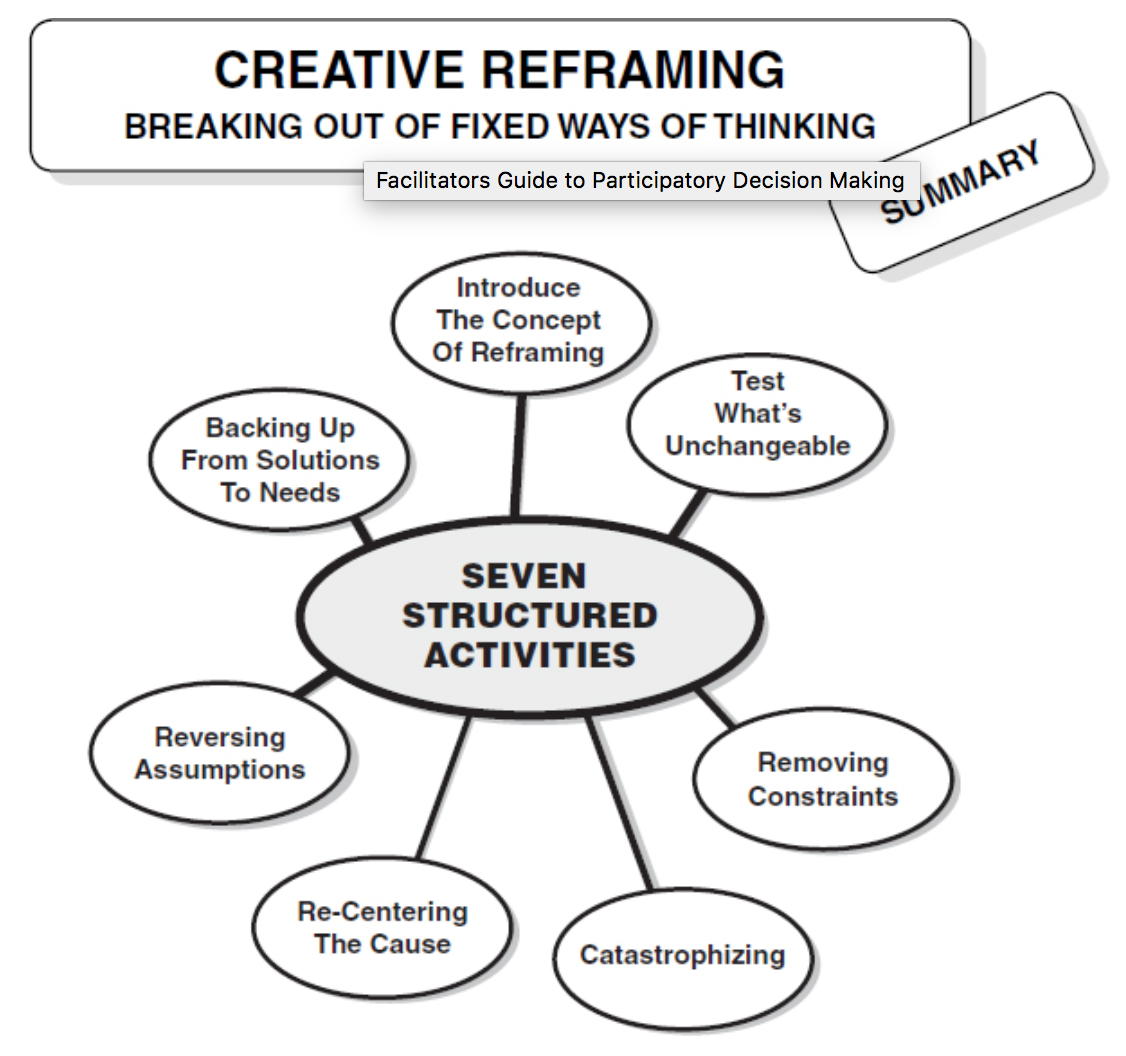 CREATIVE REFRAMING
BREAKING OUT OF FIXED WAYS OF THINKING
Facilitators Guide to Participatory Decision Making
SUMMARY
Introduce
The Concept
Of Reframing
Test
What's
Unchangeable
Backing Up
From Solutions
To Needs
SEVEN
STRUCTURED
ACTIVITIES
Reversing
Assumptions
Removing
Constraints
Re-Centering
The Cause
Catastrophizing